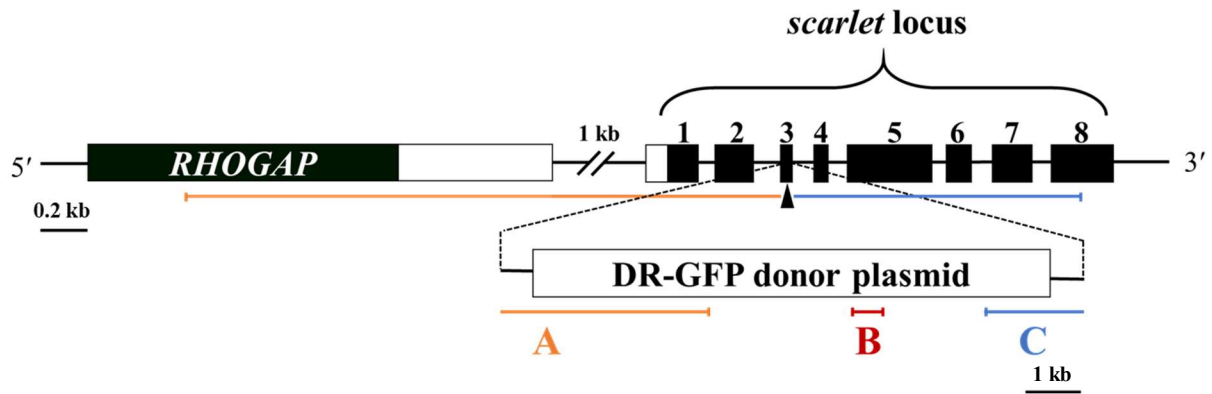 scarlet locus
1 kb
1 2 3 4 5 6 7 8
5′
RHOGAP
3′
0.2 kb
DR-GFP donor plasmid
A
B
C
1 kb